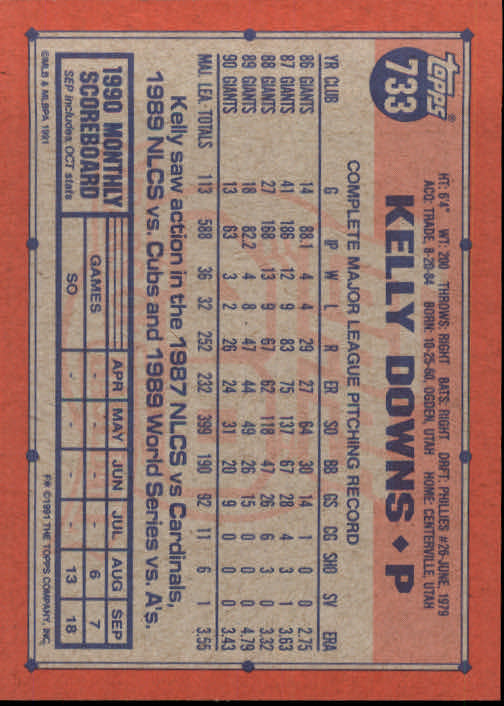 topps®
733
HT: 6'4" WT: 200 THROWS: RIGHT BATS: RIGHT DRFT: PHILLIES #26-JUNE, 1979
ACQ: TRADE, 8-20-84 BORN: 10-25-60, OGDEN, UTAH HOME: CENTERVILLE, UTAH
KELLY DOWNS ♦ P
COMPLETE MAJOR LEAGUE PITCHING RECORD
YR CLUB G IP W L R ER SO BB GS CG SHO SV ERA
86 GIANTS 14 88.1 4 4 29 27 64 30 14 1 0 0 2.75
87 GIANTS 41 186 12 9 83 75 137 67 28 4 3 1 3.63
88 GIANTS 27 168 13 9 67 62 118 47 26 6 3 0 3.32
89 GIANTS 18 82.2 4 8 47 44 49 26 15 0 0 0 4.79
90 GIANTS 13 63 3 2 26 24 31 20 9 0 0 0 3.43
MAJ. LEA. TOTALS 113 588 36 32 252 232 399 190 92 11 6 1 3.55
Kelly saw action in the 1987 NLCS vs. Cardinals,
1989 NLCS vs. Cubs and 1989 World Series vs. A's.
1990 MONTHLY
SCOREBOARD
SEP includes OCT stats
APR MAY JUN JUL AUG SEP
GAMES - - - - 6 7
SO - - - - 13 18
©MLB & MLBPA 1991
F® ©1991 THE TOPPS COMPANY, INC.